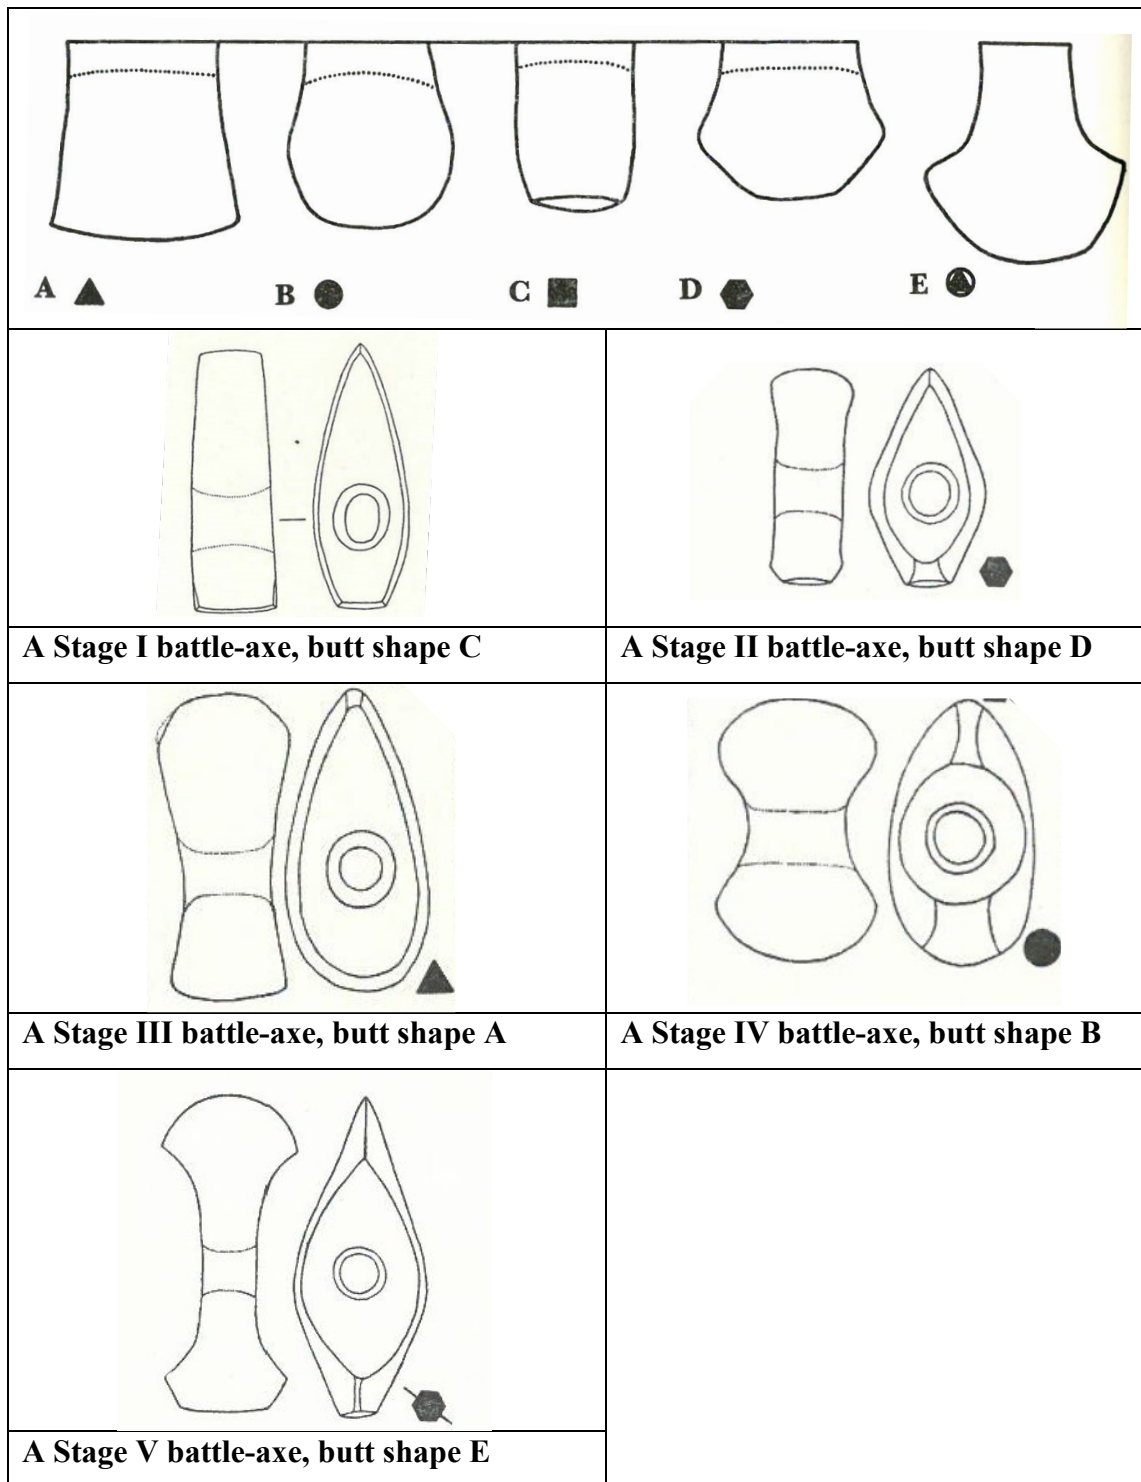 A B C D E
A Stage I battle-axe, butt shape C
A Stage II battle-axe, butt shape D
A Stage III battle-axe, butt shape A
A Stage IV battle-axe, butt shape B
A Stage V battle-axe, butt shape E